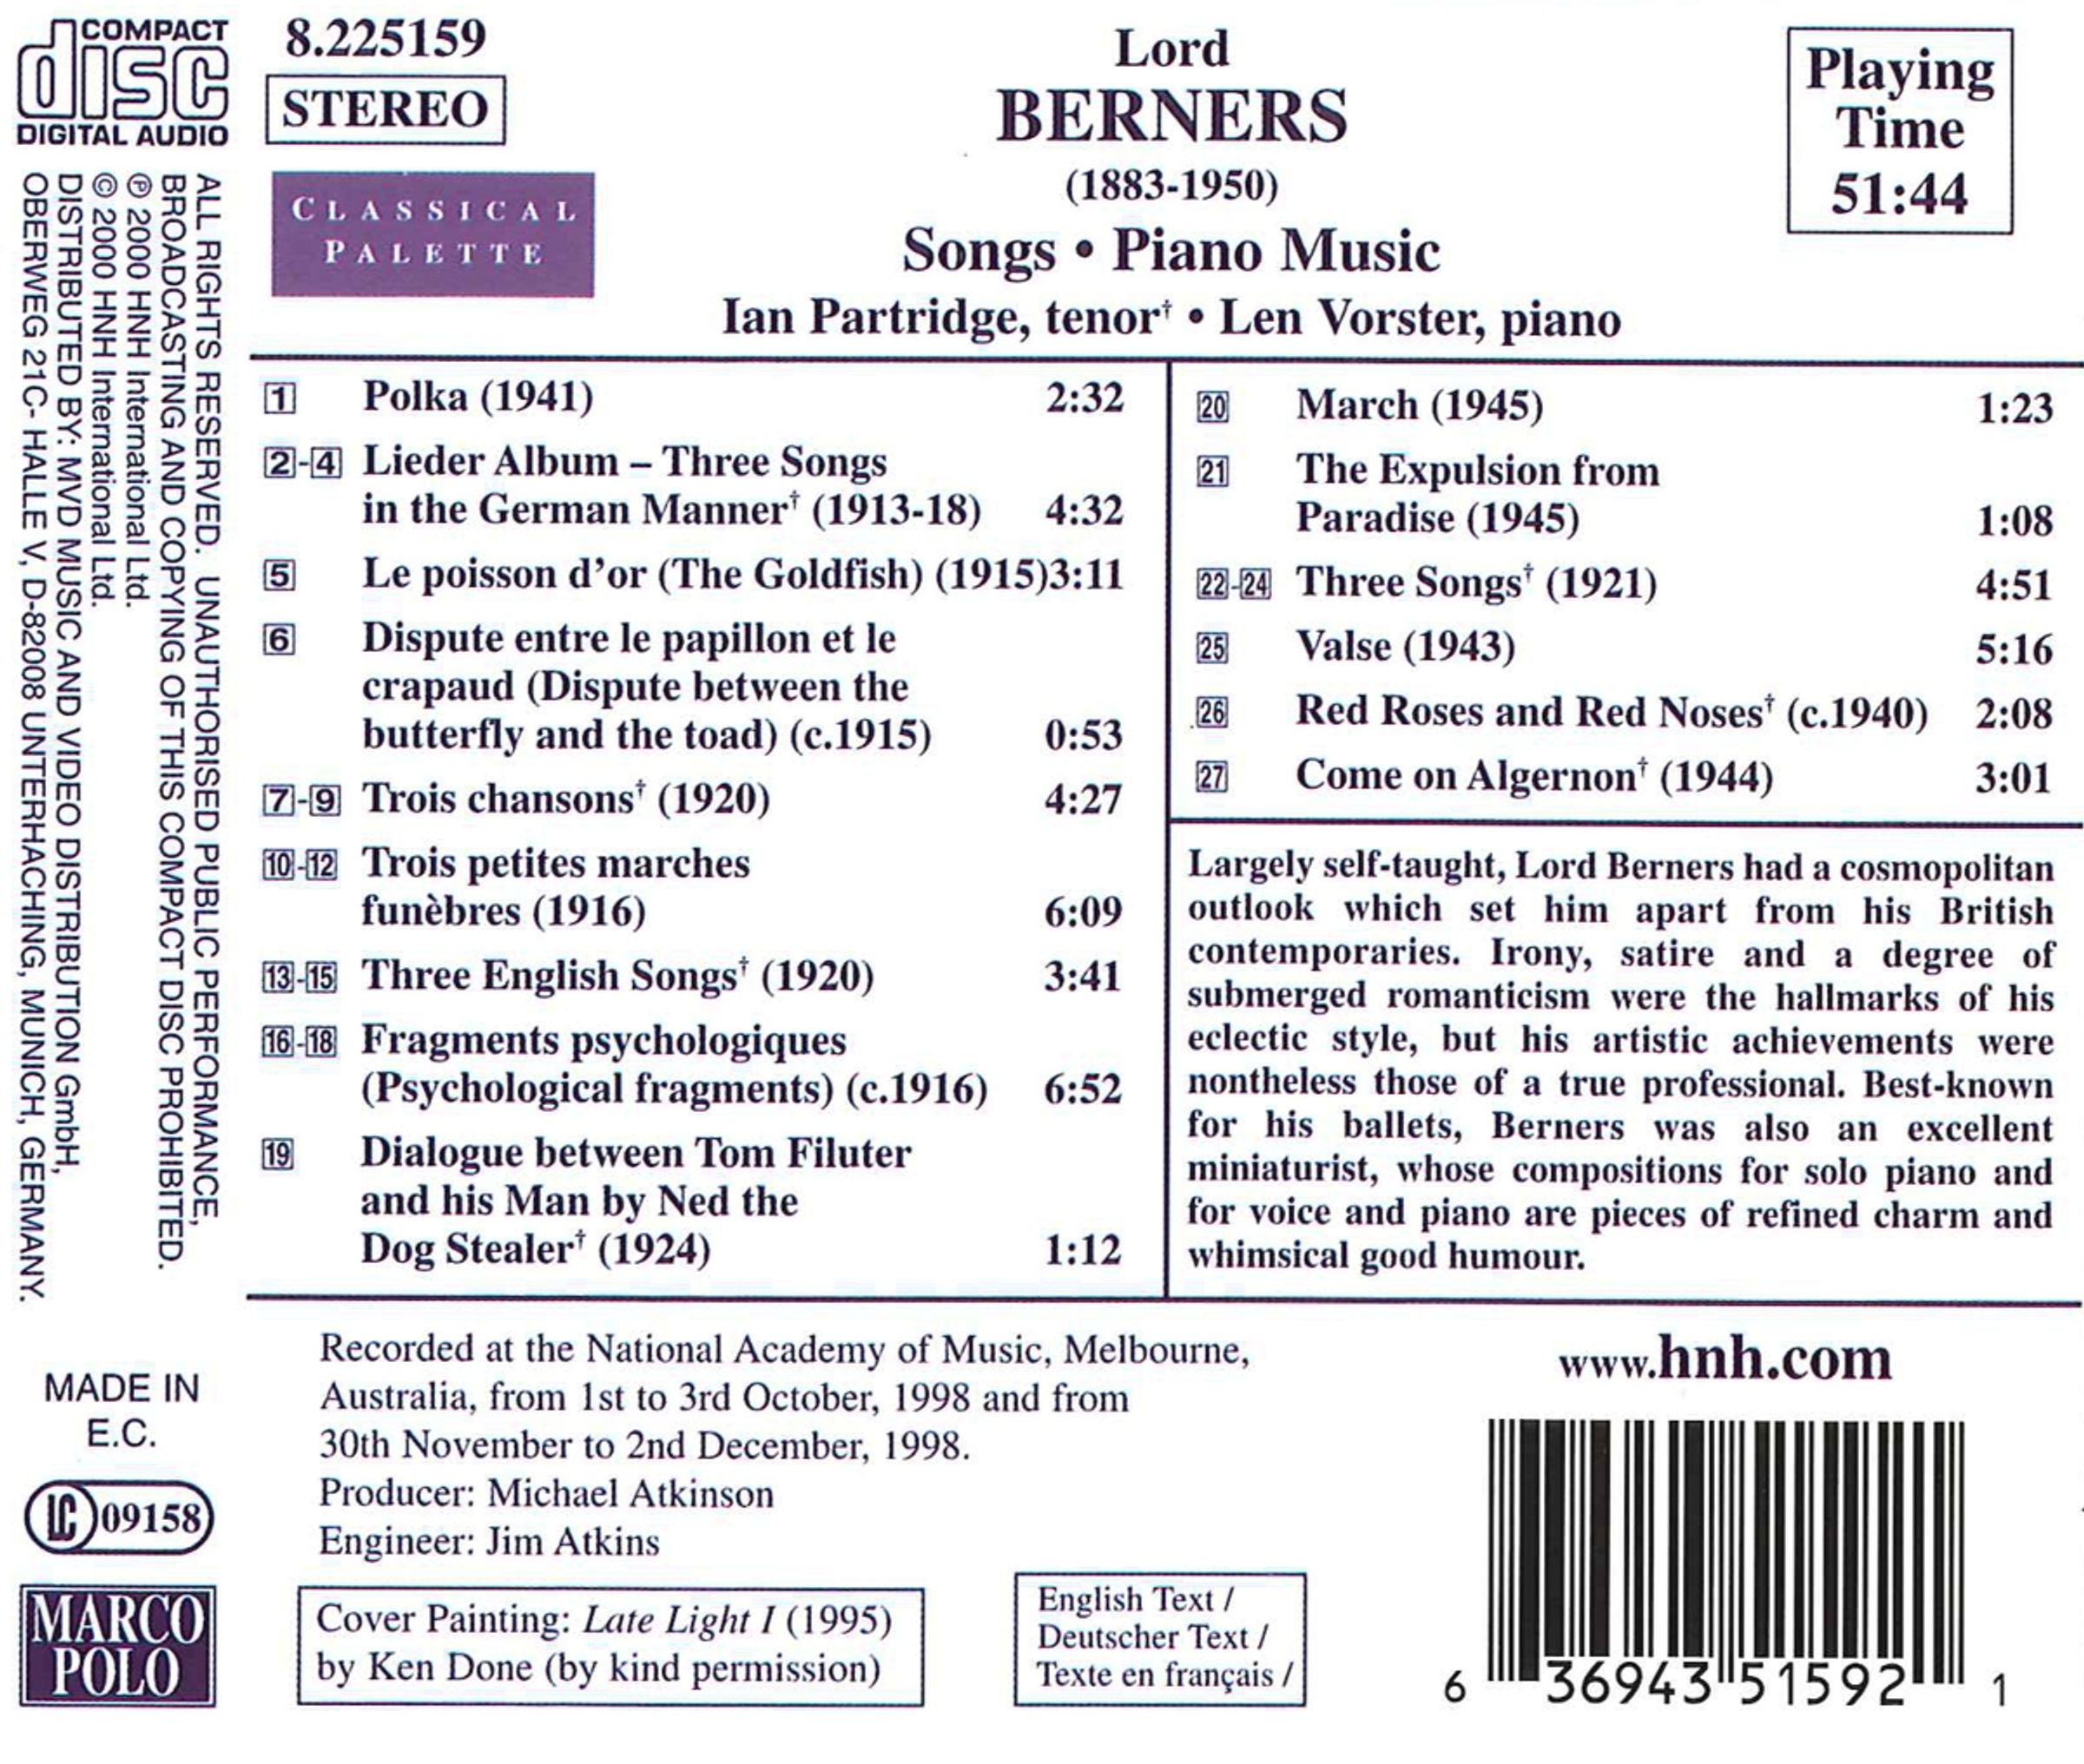 COMPACT
disc
DIGITAL AUDIO
8.225159
STEREO
CLASSICAL
PALETTE
Lord
BERNERS
(1883-1950)
Songs • Piano Music
Ian Partridge, tenor† • Len Vorster, piano
Playing
Time
51:44
ALL RIGHTS RESERVED. UNAUTHORISED PUBLIC PERFORMANCE,
BROADCASTING AND COPYING OF THIS COMPACT DISC PROHIBITED.
℗ 2000 HNH International Ltd.
© 2000 HNH International Ltd.
DISTRIBUTED BY: MVD MUSIC AND VIDEO DISTRIBUTION GmbH,
OBERWEG 21C- HALLE V, D-82008 UNTERHACHING, MUNICH, GERMANY.
1 Polka (1941) 2:32
2-4 Lieder Album – Three Songs
in the German Manner† (1913-18) 4:32
5 Le poisson d'or (The Goldfish) (1915)3:11
6 Dispute entre le papillon et le
crapaud (Dispute between the
butterfly and the toad) (c.1915) 0:53
7-9 Trois chansons† (1920) 4:27
10-12 Trois petites marches
funèbres (1916) 6:09
13-15 Three English Songs† (1920) 3:41
16-18 Fragments psychologiques
(Psychological fragments) (c.1916) 6:52
19 Dialogue between Tom Filuter
and his Man by Ned the
Dog Stealer† (1924) 1:12
20 March (1945) 1:23
21 The Expulsion from
Paradise (1945) 1:08
22-24 Three Songs† (1921) 4:51
25 Valse (1943) 5:16
26 Red Roses and Red Noses† (c.1940) 2:08
27 Come on Algernon† (1944) 3:01
Largely self-taught, Lord Berners had a cosmopolitan
outlook which set him apart from his British
contemporaries. Irony, satire and a degree of
submerged romanticism were the hallmarks of his
eclectic style, but his artistic achievements were
nontheless those of a true professional. Best-known
for his ballets, Berners was also an excellent
miniaturist, whose compositions for solo piano and
for voice and piano are pieces of refined charm and
whimsical good humour.
MADE IN
E.C.
LC 09158
MARCO
POLO
Recorded at the National Academy of Music, Melbourne,
Australia, from 1st to 3rd October, 1998 and from
30th November to 2nd December, 1998.
Producer: Michael Atkinson
Engineer: Jim Atkins
Cover Painting: Late Light I (1995)
by Ken Done (by kind permission)
English Text /
Deutscher Text /
Texte en français /
www.hnh.com
6 36943 51592 1